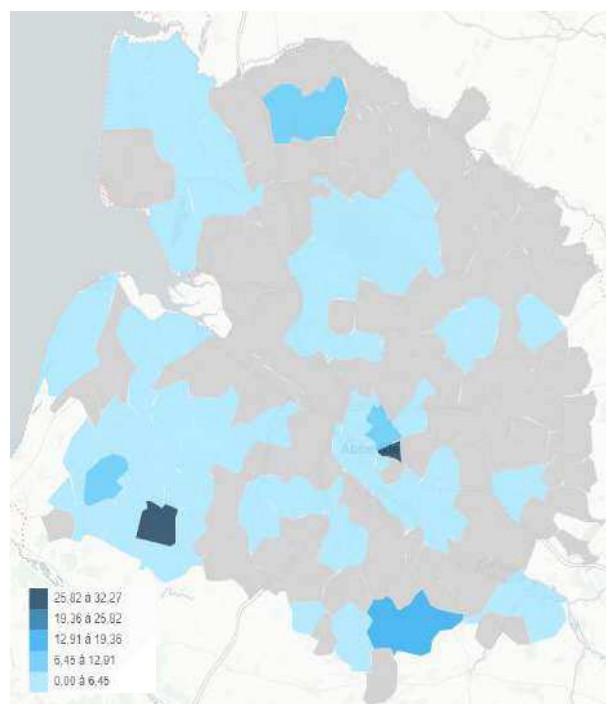 25,82 à 32,27
19,36 à 25,82
12,91 à 19,36
6,45 à 12,91
0,00 à 6,45